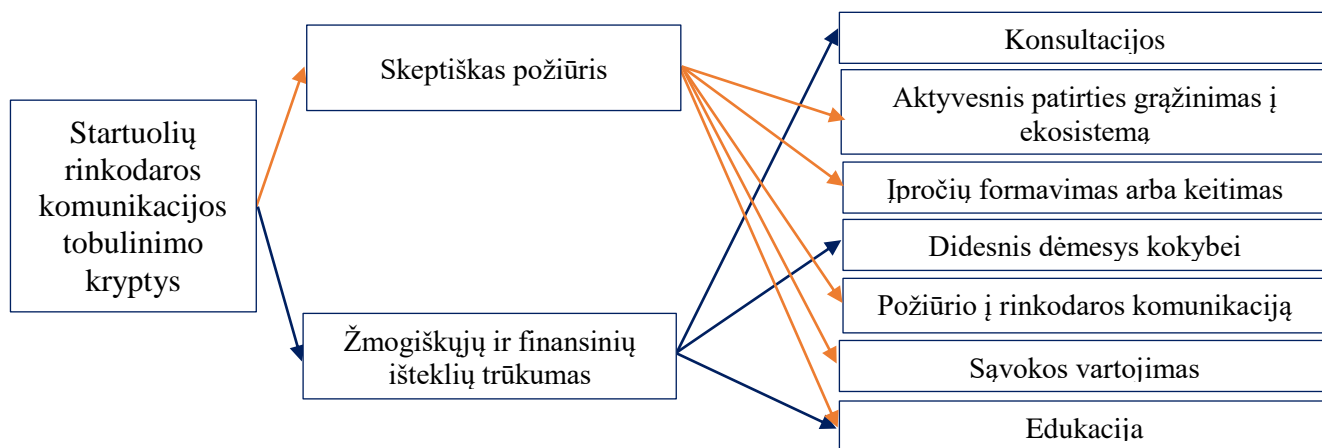 Startuolių
rinkodaros
komunikacijos
tobulinimo
kryptys
Skeptiškas požiūris
Žmogiškųjų ir finansinių
išteklių trūkumas
Konsultacijos
Aktyvesnis patirties grąžinimas į
ekosistemą
Įpročių formavimas arba keitimas
Didesnis dėmesys kokybei
Požiūrio į rinkodaros komunikaciją
Sąvokos vartojimas
Edukacija